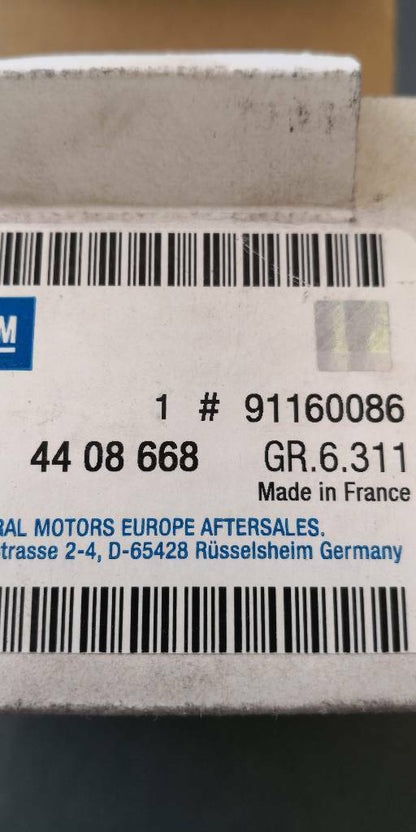 M
1 # 91160086
44 08 668 GR.6.311
Made in France
RAL MOTORS EUROPE AFTERSALES.
trasse 2-4, D-65428 Rüsselsheim Germany